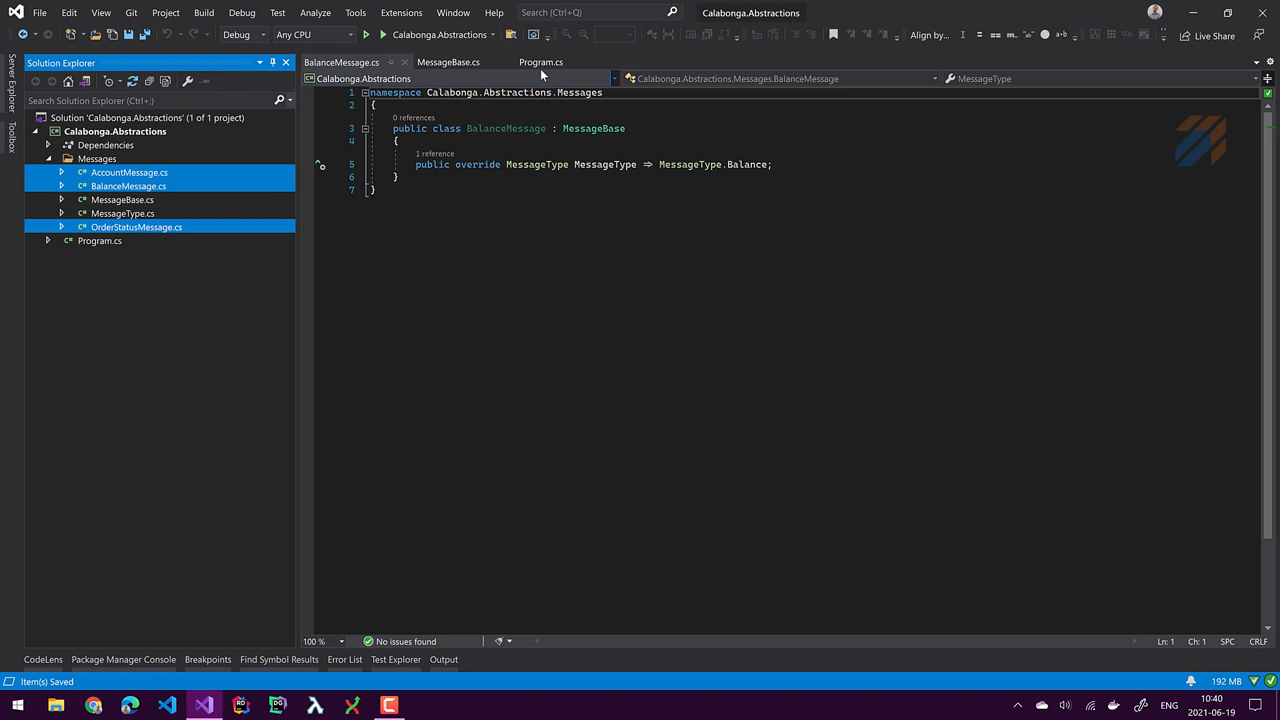 File Edit View Git Project Build Debug Test Analyze Tools Extensions Window Help Search (Ctrl+Q) Calabonga.Abstractions
Debug Any CPU Calabonga.Abstractions Align by... Live Share
Server Explorer
Toolbox
Solution Explorer
Search Solution Explorer (Ctrl+;)
Solution 'Calabonga.Abstractions' (1 of 1 project)
Calabonga.Abstractions
Dependencies
Messages
AccountMessage.cs
BalanceMessage.cs
MessageBase.cs
MessageType.cs
OrderStatusMessage.cs
Program.cs
BalanceMessage.cs MessageBase.cs Program.cs
Calabonga.Abstractions Calabonga.Abstractions.Messages.BalanceMessage MessageType
1 namespace Calabonga.Abstractions.Messages
2 {
0 references
3 public class BalanceMessage : MessageBase
4 {
1 reference
5 public override MessageType MessageType => MessageType.Balance;
6 }
7 }
100 % No issues found Ln: 1 Ch: 1 SPC CRLF
CodeLens Package Manager Console Breakpoints Find Symbol Results Error List Test Explorer Output
Item(s) Saved 192 MB
ENG 10:40
2021-06-19